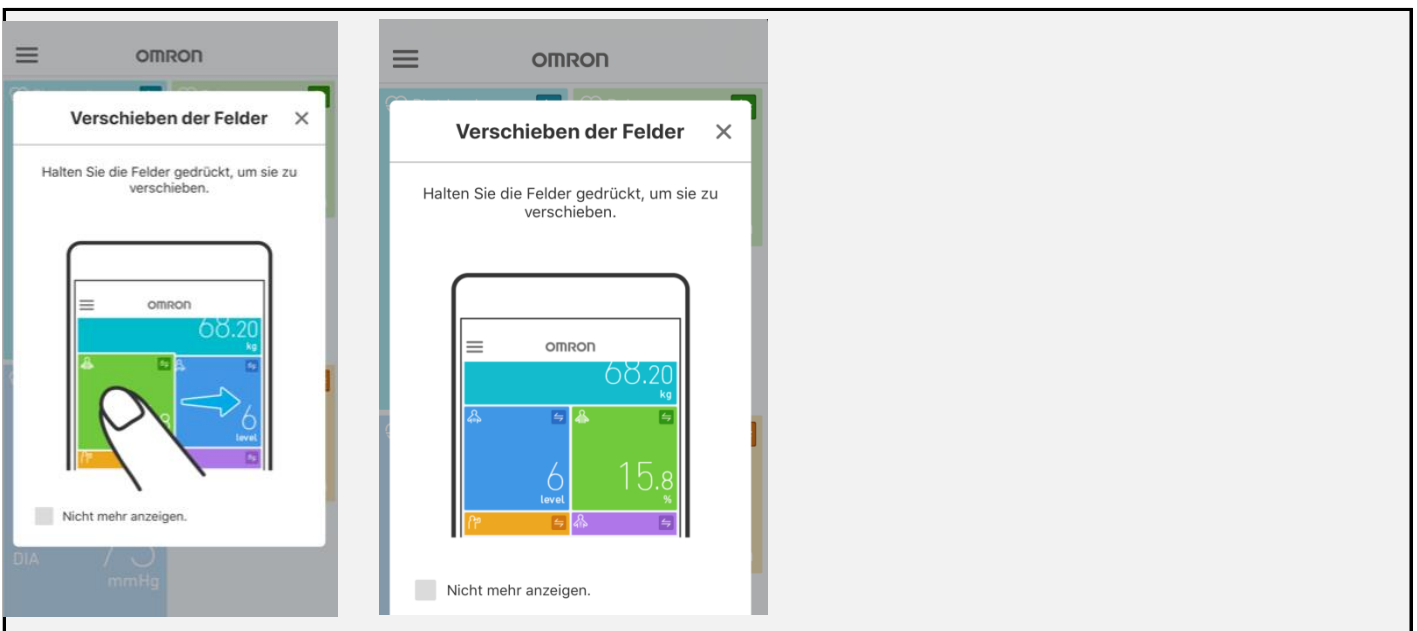 OMRON
Verschieben der Felder
Halten Sie die Felder gedrückt, um sie zu
verschieben.
OMRON
68.20
kg
6
level
Nicht mehr anzeigen.
DIA
mmHg
OMRON
Verschieben der Felder
Halten Sie die Felder gedrückt, um sie zu
verschieben.
OMRON
68.20
kg
6
level
15.8
%
Nicht mehr anzeigen.